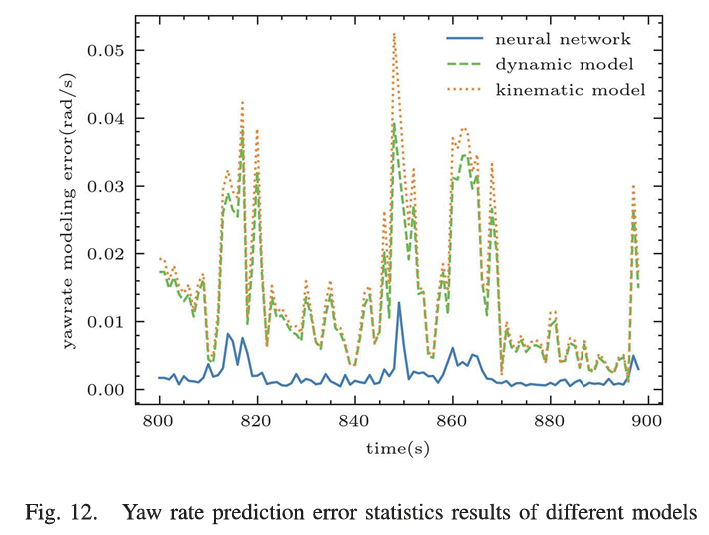 neural network
dynamic model
kinematic model
yawrate modeling error(rad/s)
0.05
0.04
0.03
0.02
0.01
0.00
800 820 840 860 880 900
time(s)
Fig. 12. Yaw rate prediction error statistics results of different models